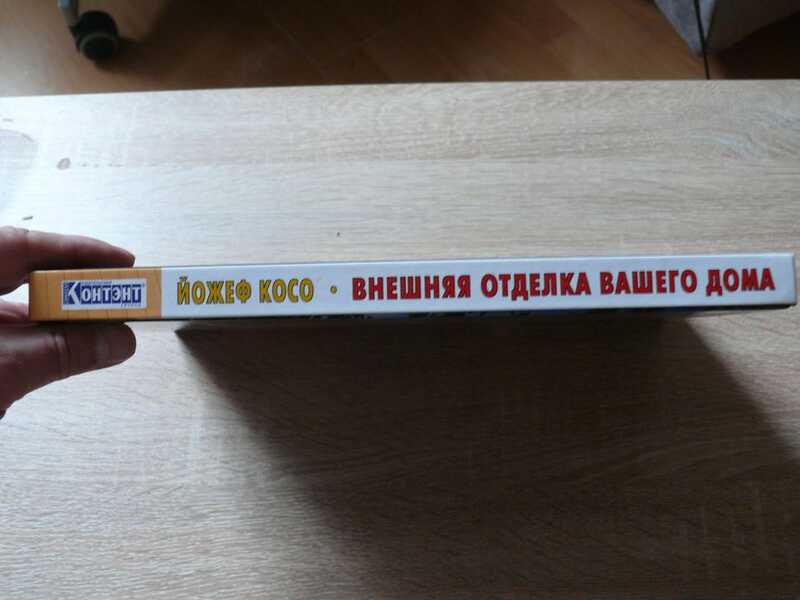 КОНТЭНТ
ЙОЖЕФ КОСО • ВНЕШНЯЯ ОТДЕЛКА ВАШЕГО ДОМА